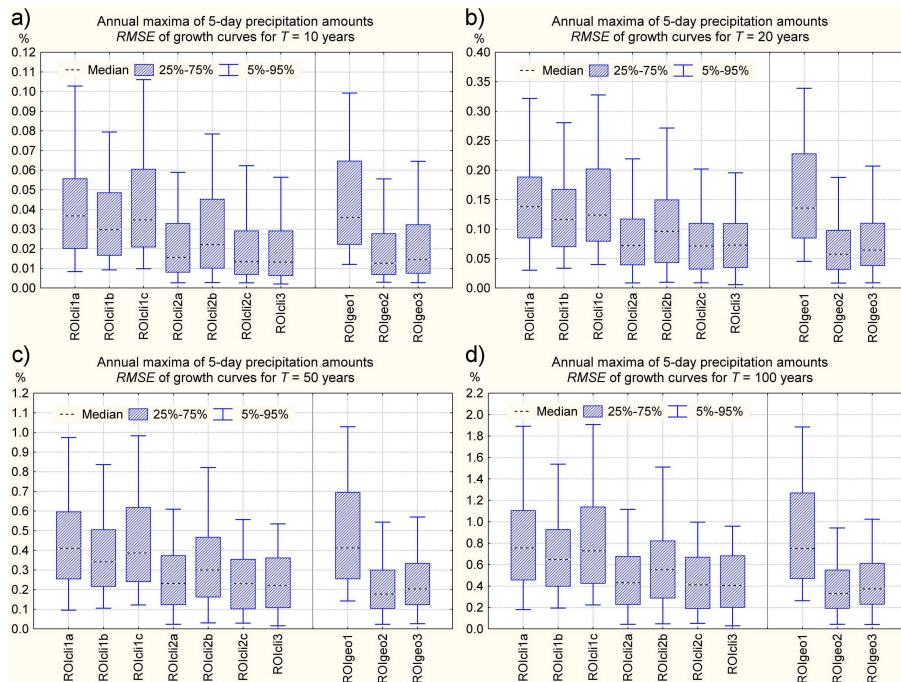 a)
Annual maxima of 5-day precipitation amounts
RMSE of growth curves for T = 10 years
%
0.12
0.11
0.10
0.09
0.08
0.07
0.06
0.05
0.04
0.03
0.02
0.01
0.00
Median 25%-75% 5%-95%
ROIcli1a
ROIcli1b
ROIcli1c
ROIcli2a
ROIcli2b
ROIcli2c
ROIcli3
ROIgeo1
ROIgeo2
ROIgeo3
b)
Annual maxima of 5-day precipitation amounts
RMSE of growth curves for T = 20 years
%
0.40
0.35
0.30
0.25
0.20
0.15
0.10
0.05
0.00
Median 25%-75% 5%-95%
ROIcli1a
ROIcli1b
ROIcli1c
ROIcli2a
ROIcli2b
ROIcli2c
ROIcli3
ROIgeo1
ROIgeo2
ROIgeo3
c)
Annual maxima of 5-day precipitation amounts
RMSE of growth curves for T = 50 years
%
1.2
1.1
1.0
0.9
0.8
0.7
0.6
0.5
0.4
0.3
0.2
0.1
0.0
Median 25%-75% 5%-95%
ROIcli1a
ROIcli1b
ROIcli1c
ROIcli2a
ROIcli2b
ROIcli2c
ROIcli3
ROIgeo1
ROIgeo2
ROIgeo3
d)
Annual maxima of 5-day precipitation amounts
RMSE of growth curves for T = 100 years
%
2.2
2.0
1.8
1.6
1.4
1.2
1.0
0.8
0.6
0.4
0.2
0.0
Median 25%-75% 5%-95%
ROIcli1a
ROIcli1b
ROIcli1c
ROIcli2a
ROIcli2b
ROIcli2c
ROIcli3
ROIgeo1
ROIgeo2
ROIgeo3